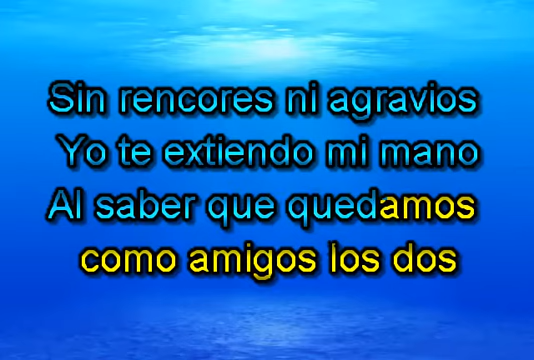 Sin rencores ni agravios
Yo te extiendo mi mano
Al saber que quedamos
como amigos los dos